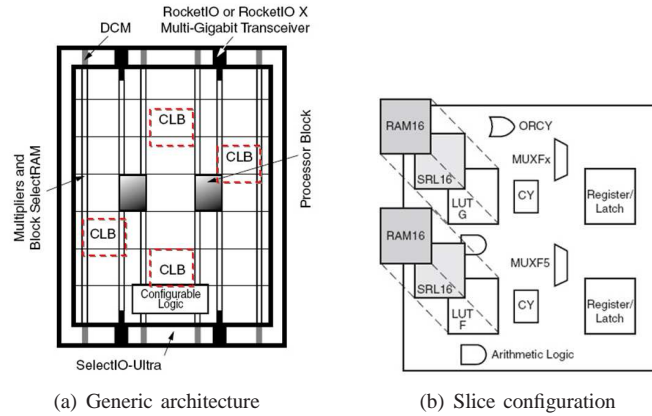 RocketIO or RocketIO X
DCM
Multi-Gigabit Transceiver
CLB
CLB
CLB
CLB
Configurable
Logic
Multipliers and
Block SelectRAM
Processor Block
SelectIO-Ultra
(a) Generic architecture
RAM16
ORCY
MUXFx
SRL16
LUT
G
CY
Register/
Latch
RAM16
MUXF5
SRL16
LUT
F
CY
Register/
Latch
Arithmetic Logic
(b) Slice configuration